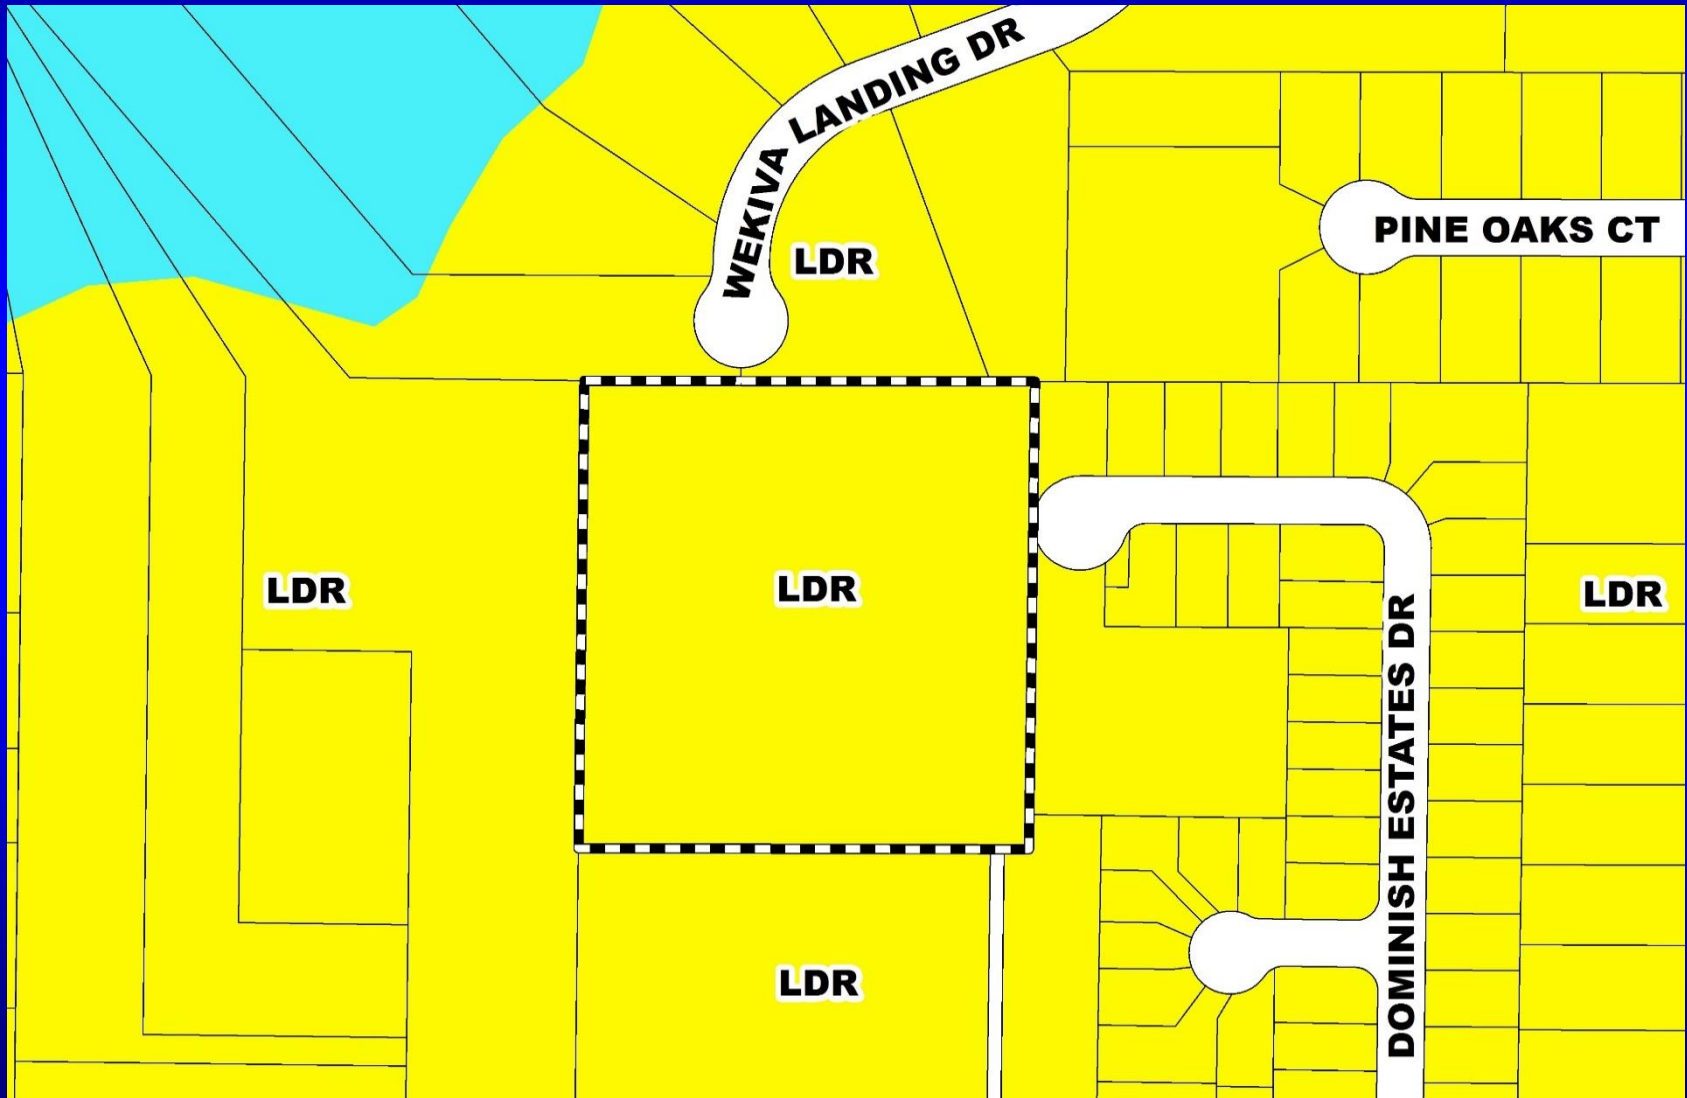 WEKIVA LANDING DR
PINE OAKS CT
LDR
LDR
LDR
LDR
DOMINISH ESTATES DR
LDR